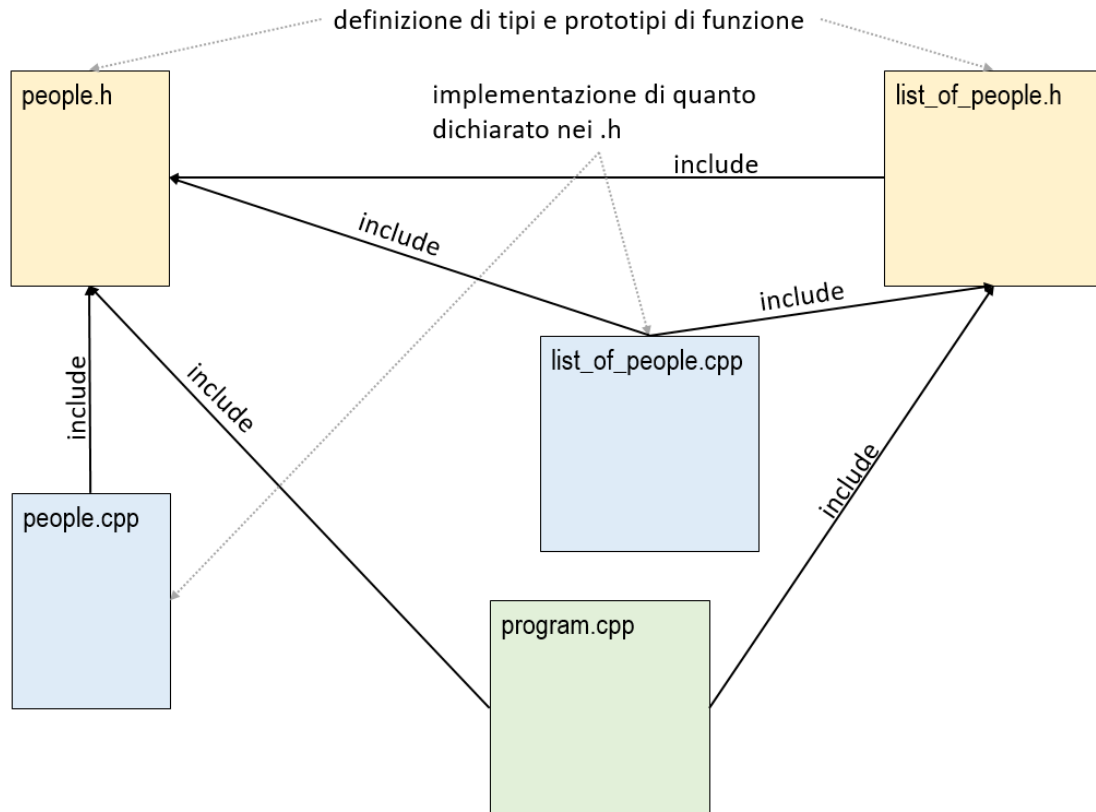 definizione di tipi e prototipi di funzione
people.h
list_of_people.h
implementazione di quanto
dichiarato nei .h
include
include
include
list_of_people.cpp
include
include
include
people.cpp
program.cpp